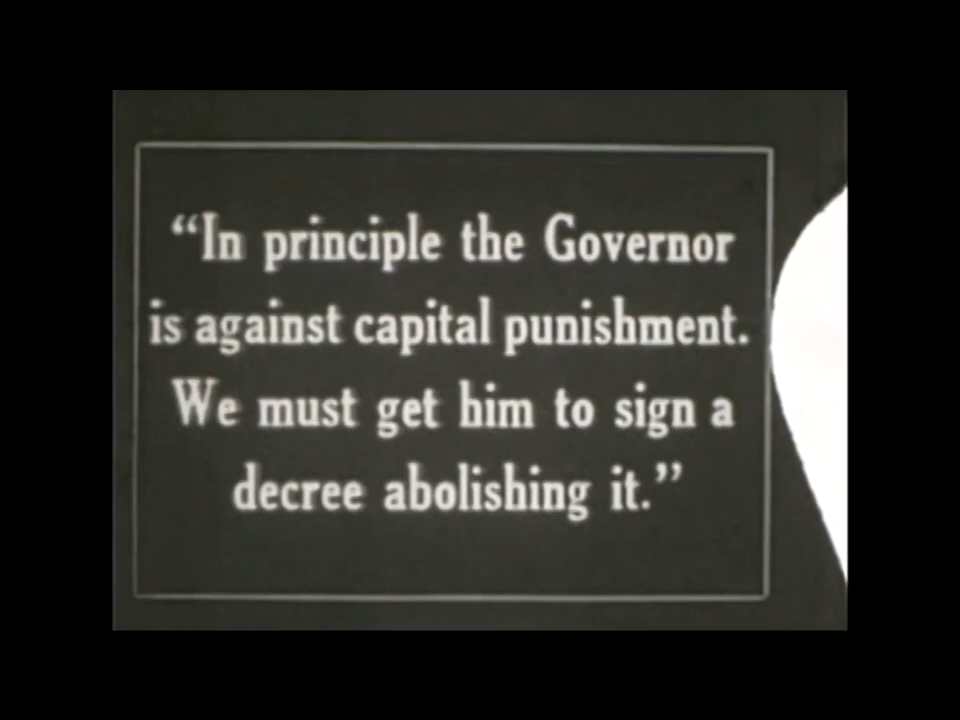 “In principle the Governor
is against capital punishment.
We must get him to sign a
decree abolishing it.”